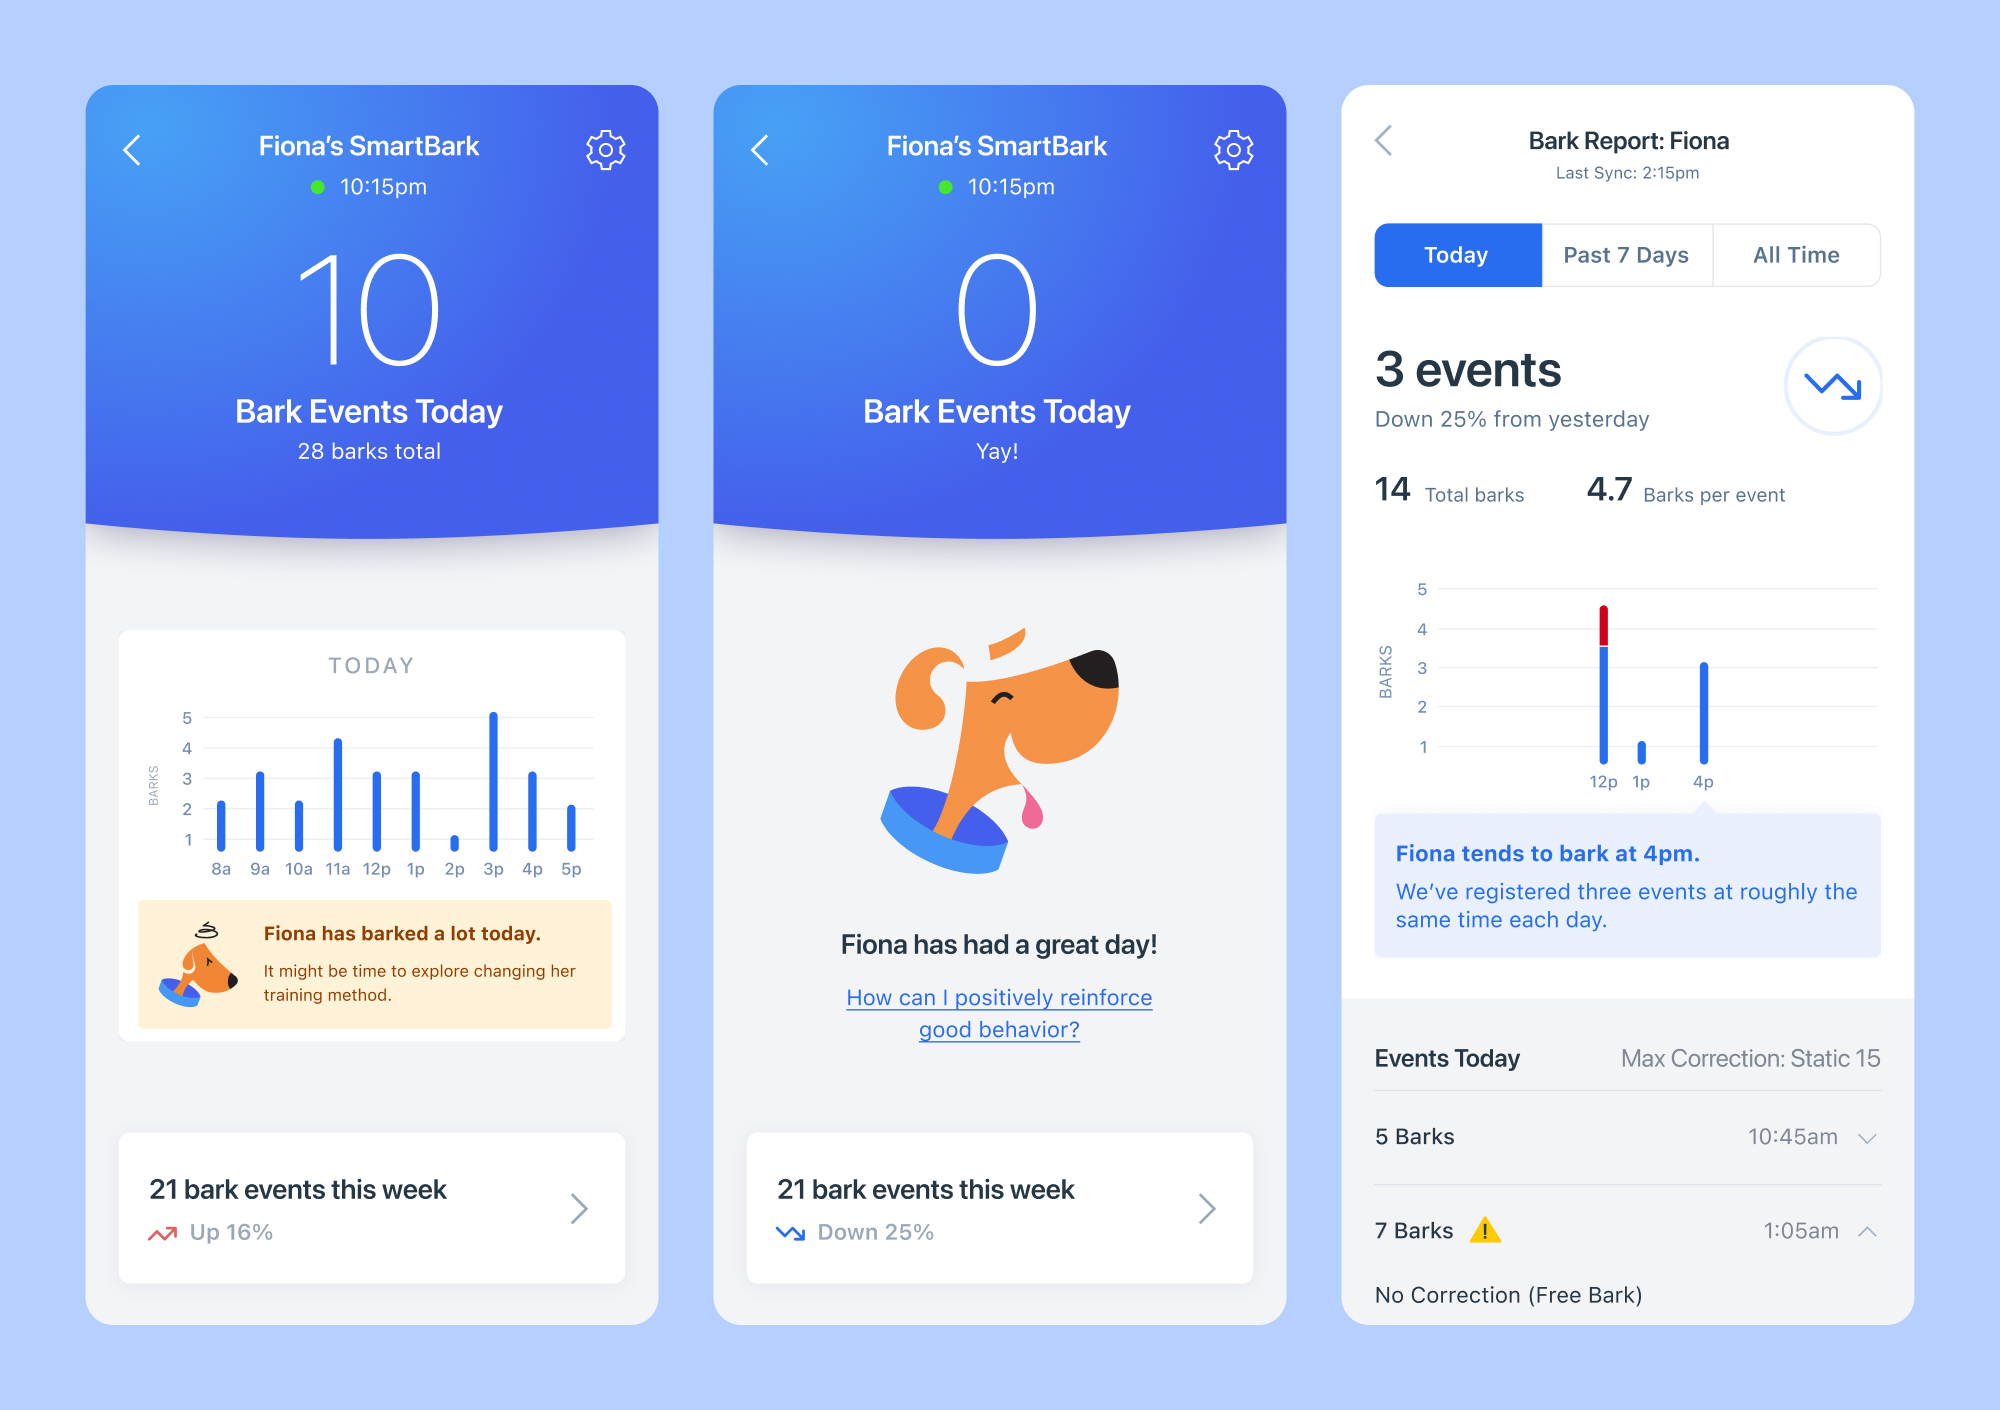 Fiona’s SmartBark
10:15pm
10
Bark Events Today
28 barks total
TODAY
BARKS
5
4
3
2
1
8a 9a 10a 11a 12p 1p 2p 3p 4p 5p
Fiona has barked a lot today.
It might be time to explore changing her
training method.
21 bark events this week
Up 16%
Fiona’s SmartBark
10:15pm
0
Bark Events Today
Yay!
Fiona has had a great day!
How can I positively reinforce
good behavior?
21 bark events this week
Down 25%
Bark Report: Fiona
Last Sync: 2:15pm
Today Past 7 Days All Time
3 events
Down 25% from yesterday
14 Total barks 4.7 Barks per event
BARKS
5
4
3
2
1
12p 1p 4p
Fiona tends to bark at 4pm.
We’ve registered three events at roughly the
same time each day.
Events Today Max Correction: Static 15
5 Barks 10:45am
7 Barks 1:05am
No Correction (Free Bark)